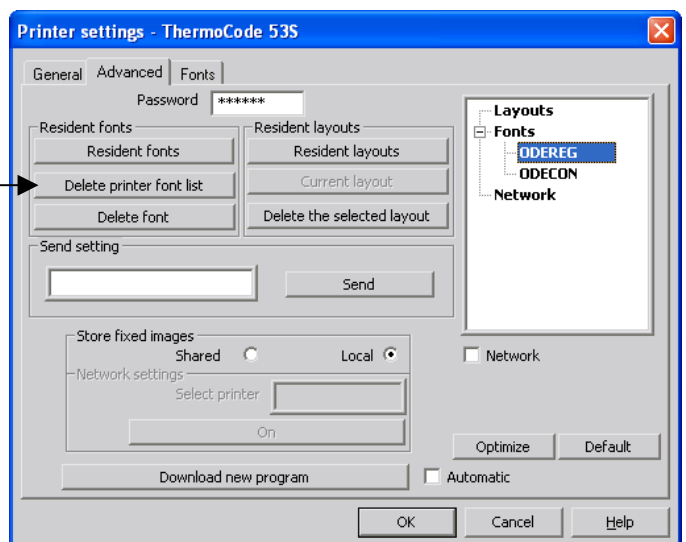 Printer settings - ThermoCode 53S
General Advanced Fonts
Password ******
Resident fonts
Resident fonts
Delete printer font list
Delete font
Resident layouts
Resident layouts
Current layout
Delete the selected layout
Send setting
Send
Store fixed images
Shared Local
Network settings
Select printer
On
Download new program
Layouts
Fonts
ODEREG
ODECON
Network
Network
Optimize Default
Automatic
OK Cancel Help